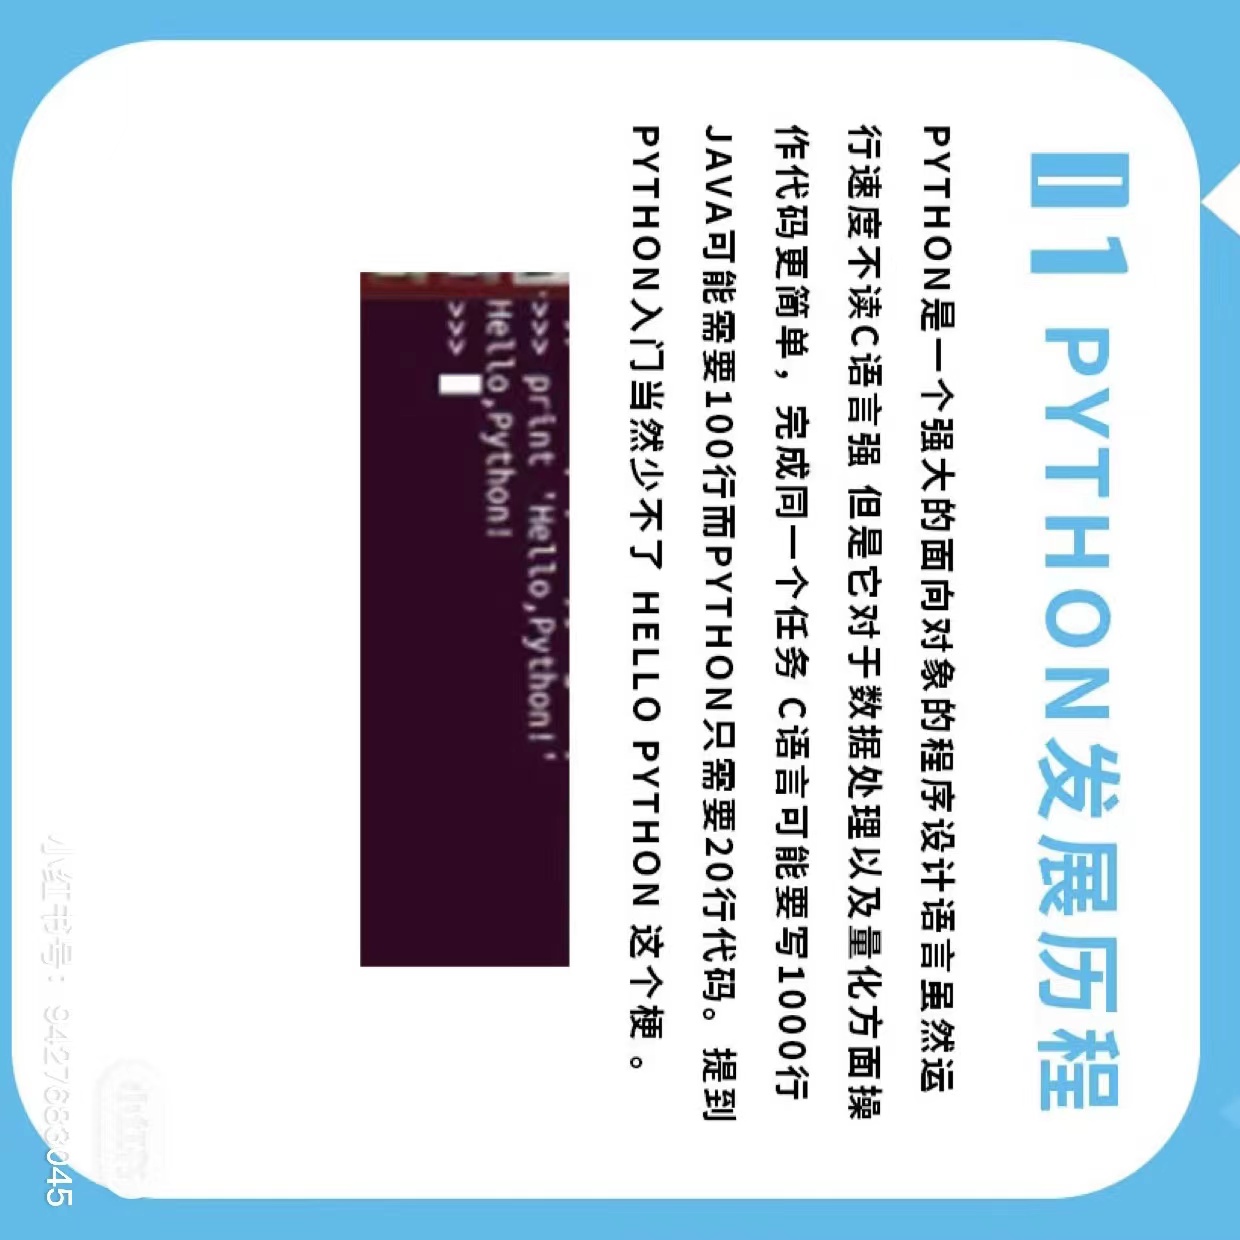 01 PYTHON发展历程
PYTHON是一个强大的面向对象的程序设计语言虽然运
行速度不读C语言强 但是它对于数据处理以及量化方面操
作代码更简单，完成同一个任务 C语言可能要写1000行
JAVA可能需要100行而PYTHON只需要20行代码。提到
PYTHON入门当然少不了 HELLO PYTHON 这个梗 。
>>> print 'Hello,Python!'
Hello,Python!
>>>
小红书
小红书号：9427683045